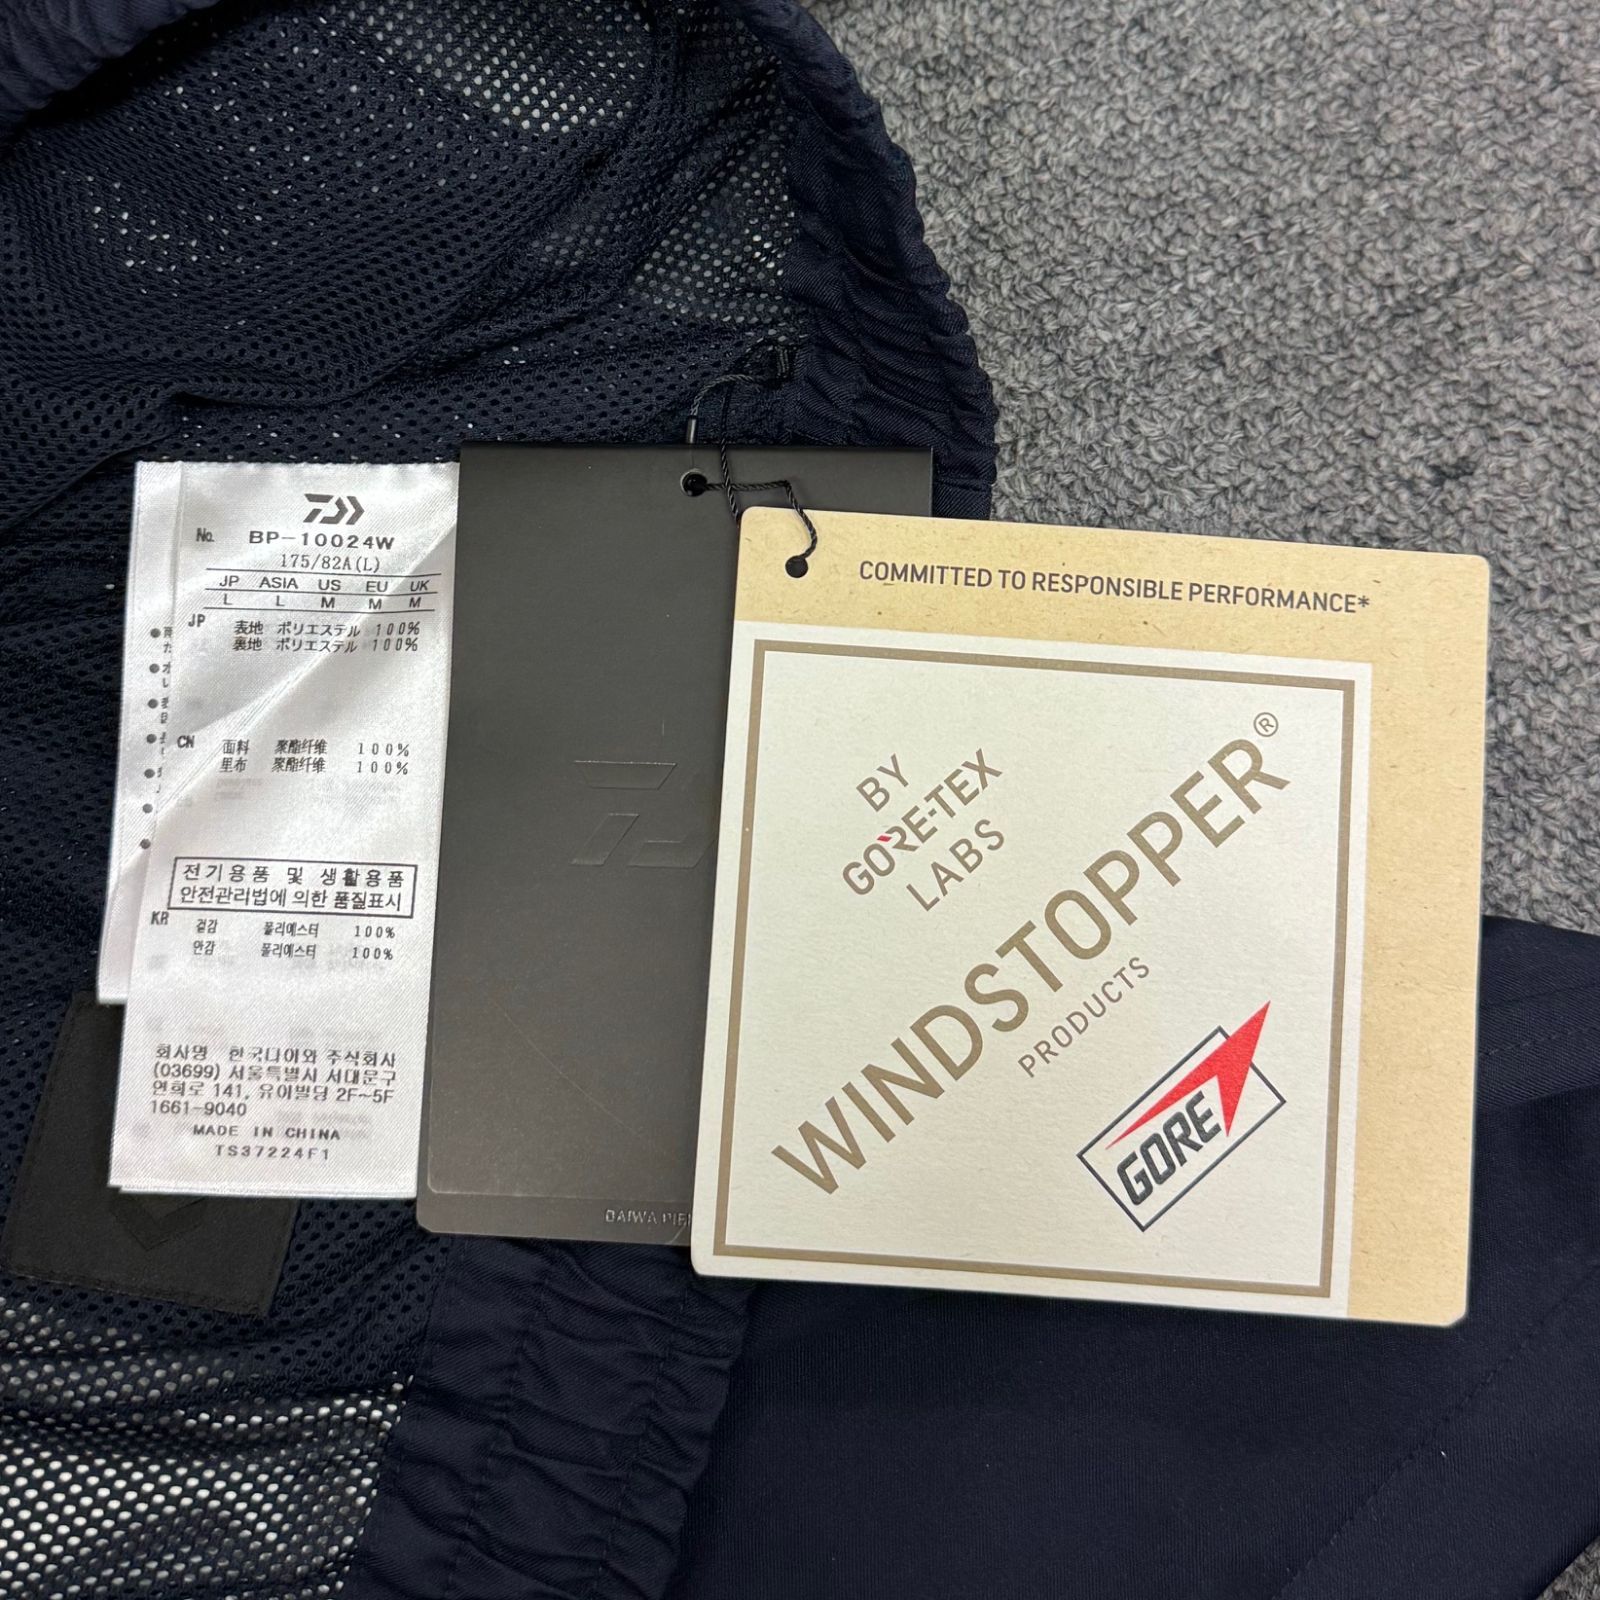 No. BP-10024W
175/82A(L)
JP ASIA US EU UK
L L M M M
JP 表地 ポリエステル 100%
裏地 ポリエステル 100%
CN 面料 聚酯纤维 100%
里布 聚酯纤维 100%
전기용품 및 생활용품
안전관리법에 의한 품질표시
KR 겉감 폴리에스터 100%
안감 폴리에스터 100%
회사명 한국다이와 주식회사
(03699) 서울특별시 서대문구
연희로 141, 유이빌딩 2F~5F
1661-9040
MADE IN CHINA
TS37224F1
DAIWA
COMMITTED TO RESPONSIBLE PERFORMANCE*
BY
GORE-TEX
LABS
WINDSTOPPER®
PRODUCTS
GORE